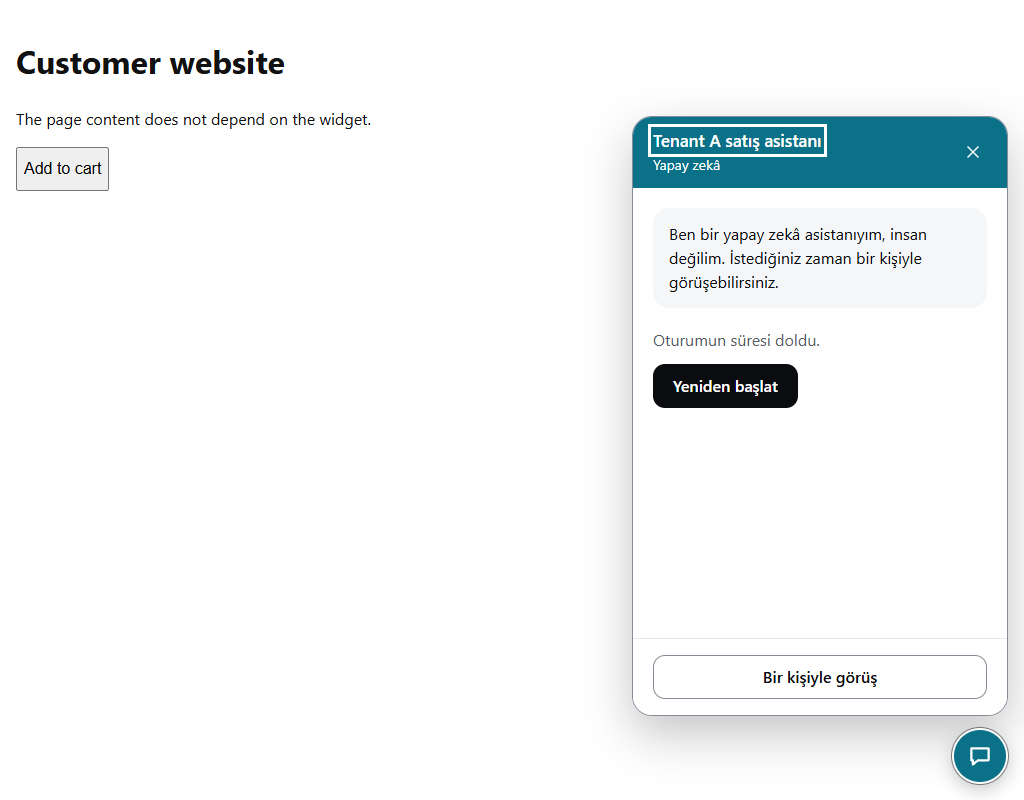 Customer website
The page content does not depend on the widget.
Add to cart
Tenant A satış asistanı
Yapay zekâ
Ben bir yapay zekâ asistanıyım, insan
değilim. İstediğiniz zaman bir kişiyle
görüşebilirsiniz.
Oturumun süresi doldu.
Yeniden başlat
Bir kişiyle görüş